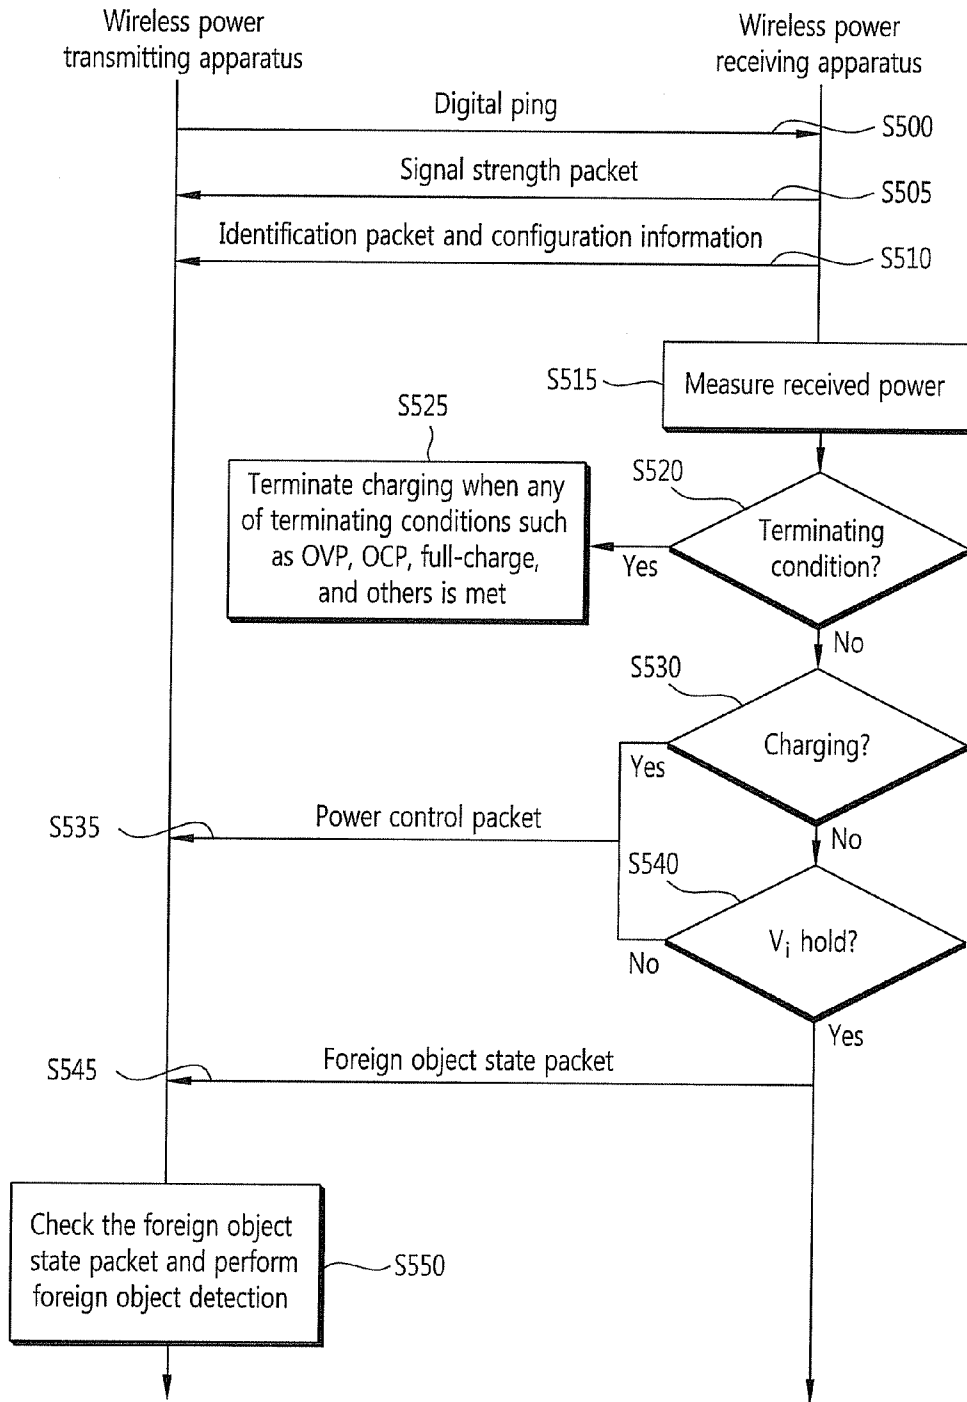 Wireless power
transmitting apparatus
Wireless power
receiving apparatus
Digital ping
S500
Signal strength packet
S505
Identification packet and configuration information
S510
S515
Measure received power
S525
Terminate charging when any
of terminating conditions such
as OVP, OCP, full-charge,
and others is met
S520
Terminating
condition?
Yes
No
S530
Charging?
Yes
No
S535
Power control packet
S540
Vi hold?
No
Yes
S545
Foreign object state packet
Check the foreign object
state packet and perform
foreign object detection
S550